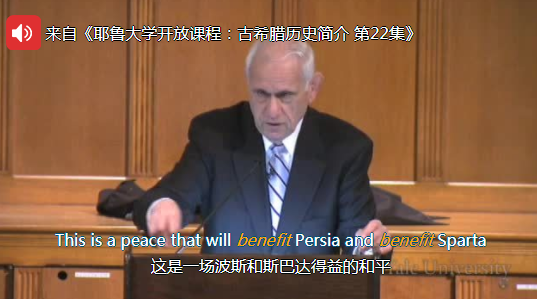 来自《耶鲁大学开放课程：古希腊历史简介 第22集》
This is a peace that will benefit Persia and benefit Sparta
这是一场波斯和斯巴达得益的和平
Yale University